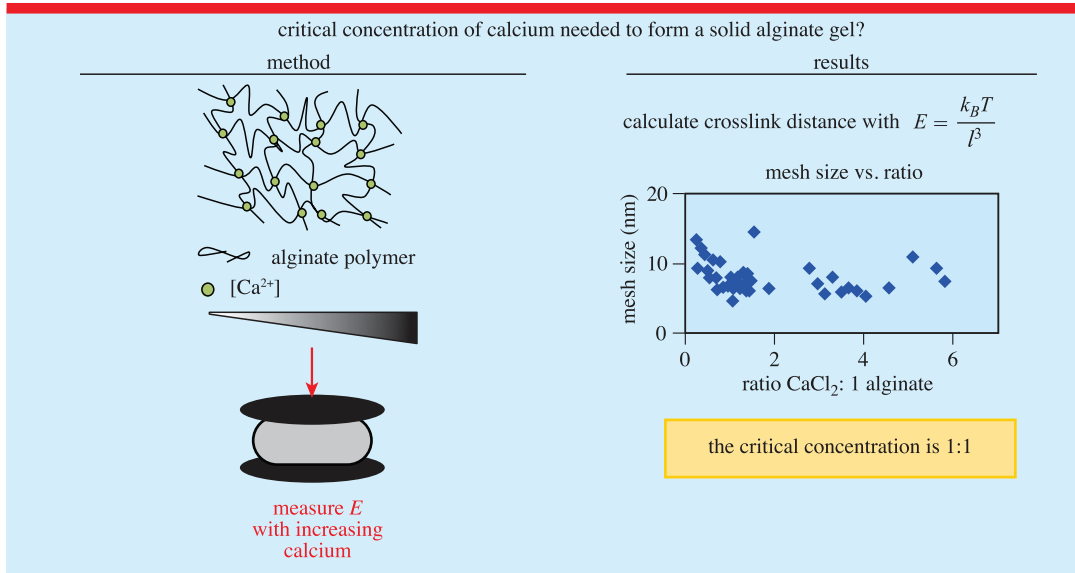 critical concentration of calcium needed to form a solid alginate gel?
method
alginate polymer
[Ca²⁺]
measure E
with increasing
calcium
results
calculate crosslink distance with E = k_BT / l³
mesh size vs. ratio
mesh size (nm)
20
10
0
0 2 4 6
ratio CaCl₂: 1 alginate
the critical concentration is 1:1